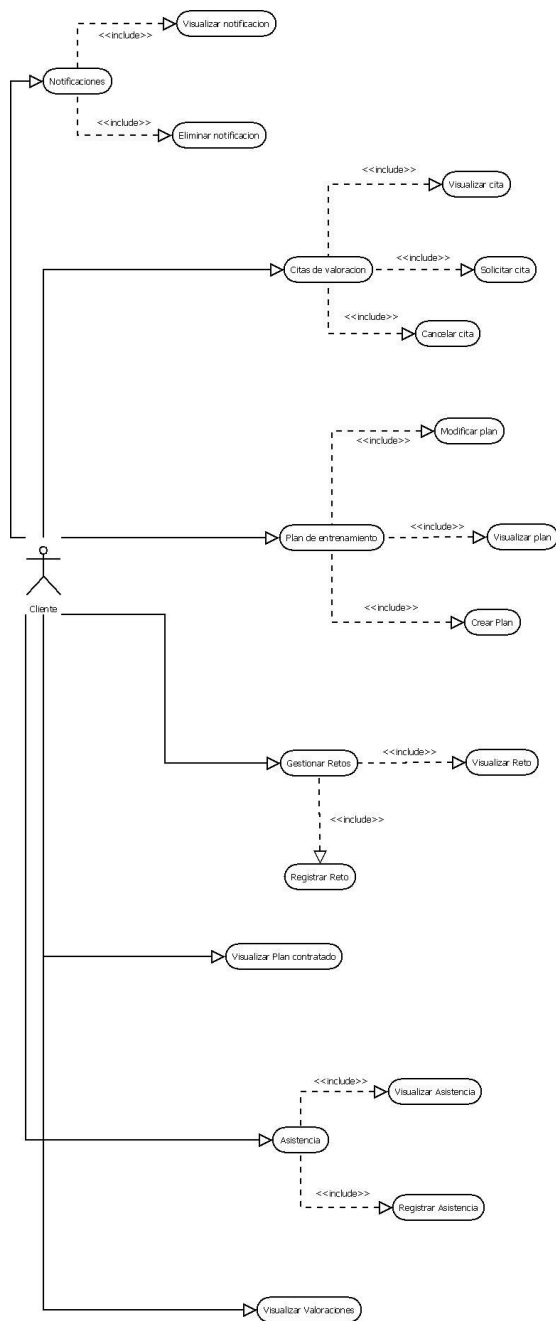 Visualizar notificacion
<<include>>
Notificaciones
<<include>>
Eliminar notificacion
<<include>>
Visualizar cita
<<include>>
Citas de valoracion
Solicitar cita
<<include>>
Cancelar cita
Modificar plan
<<include>>
<<include>>
Plan de entrenamiento
Visualizar plan
<<include>>
Cliente
Crear Plan
<<include>>
Gestionar Retos
Visualizar Reto
<<include>>
Registrar Reto
Visualizar Plan contratado
<<include>>
Visualizar Asistencia
Asistencia
<<include>>
Registrar Asistencia
Visualizar Valoraciones